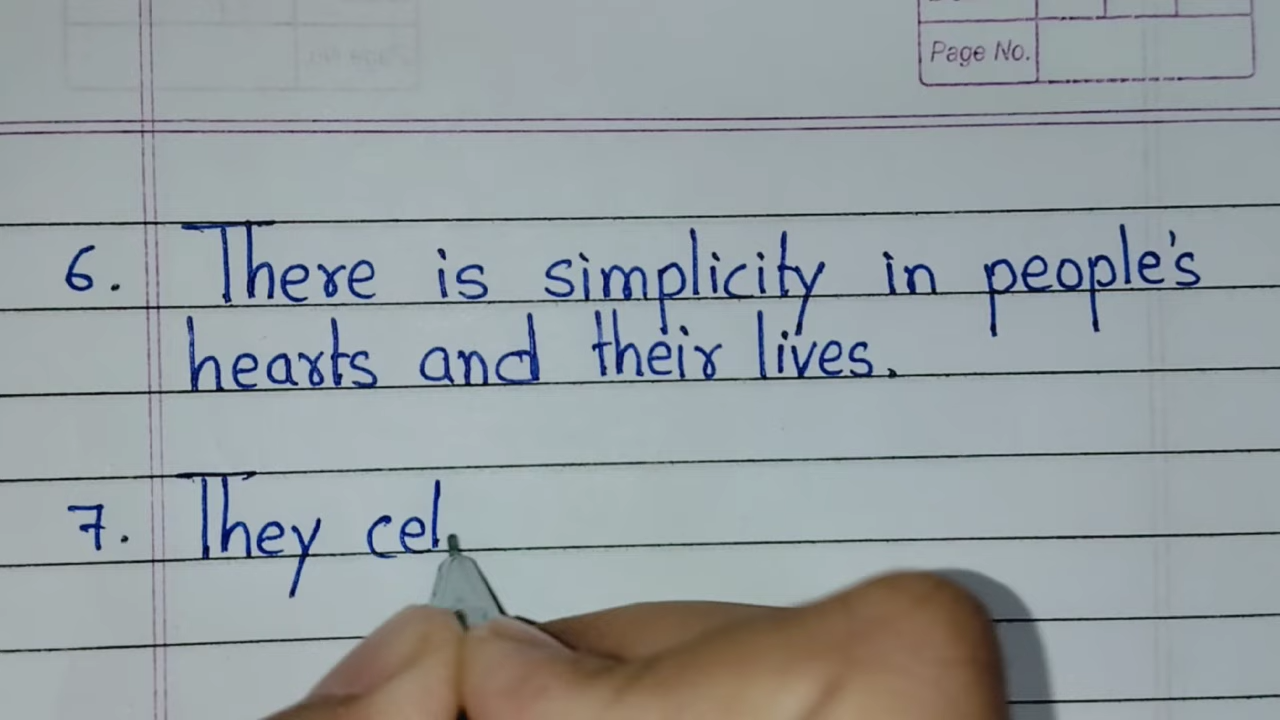 Page No.
6. There is simplicity in people's
hearts and their lives.
7. They cel